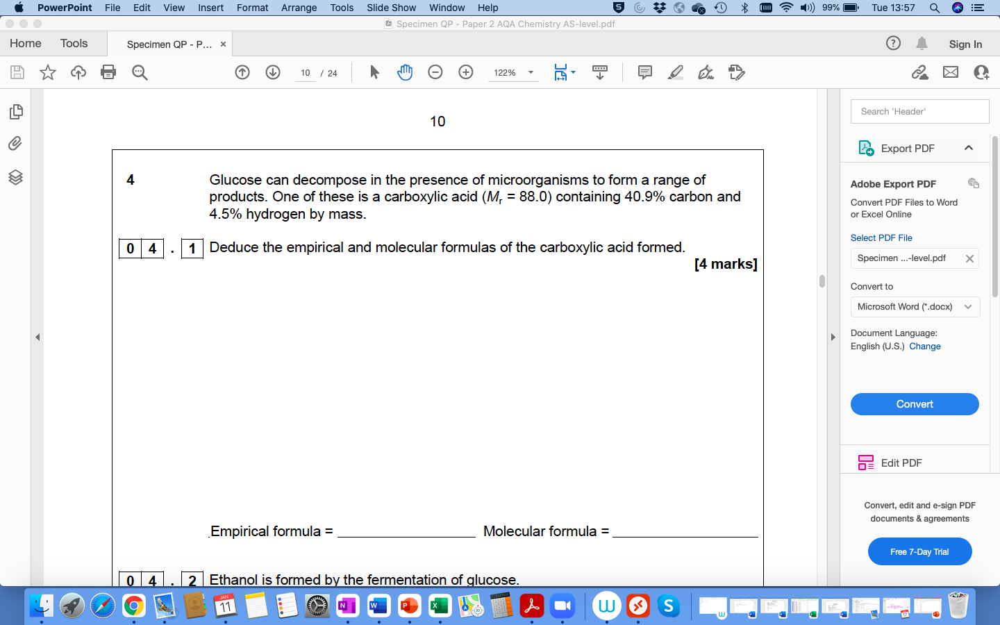 PowerPoint File Edit View Insert Format Arrange Tools Slide Show Window Help 99% Tue 13:57
Specimen QP - Paper 2 AQA Chemistry AS-level.pdf
Home Tools Specimen QP - P... × Sign In
10 / 24 122%
Search 'Header'
10
Export PDF
4 Glucose can decompose in the presence of microorganisms to form a range of
products. One of these is a carboxylic acid (Mr = 88.0) containing 40.9% carbon and
4.5% hydrogen by mass.
0 4 . 1 Deduce the empirical and molecular formulas of the carboxylic acid formed.
[4 marks]
Empirical formula = Molecular formula =
0 4 . 2 Ethanol is formed by the fermentation of glucose.
Adobe Export PDF
Convert PDF Files to Word
or Excel Online
Select PDF File
Specimen ...-level.pdf
Convert to
Microsoft Word (*.docx)
Document Language:
English (U.S.) Change
Convert
Edit PDF
Convert, edit and e-sign PDF
documents & agreements
Free 7-Day Trial
JAN
11